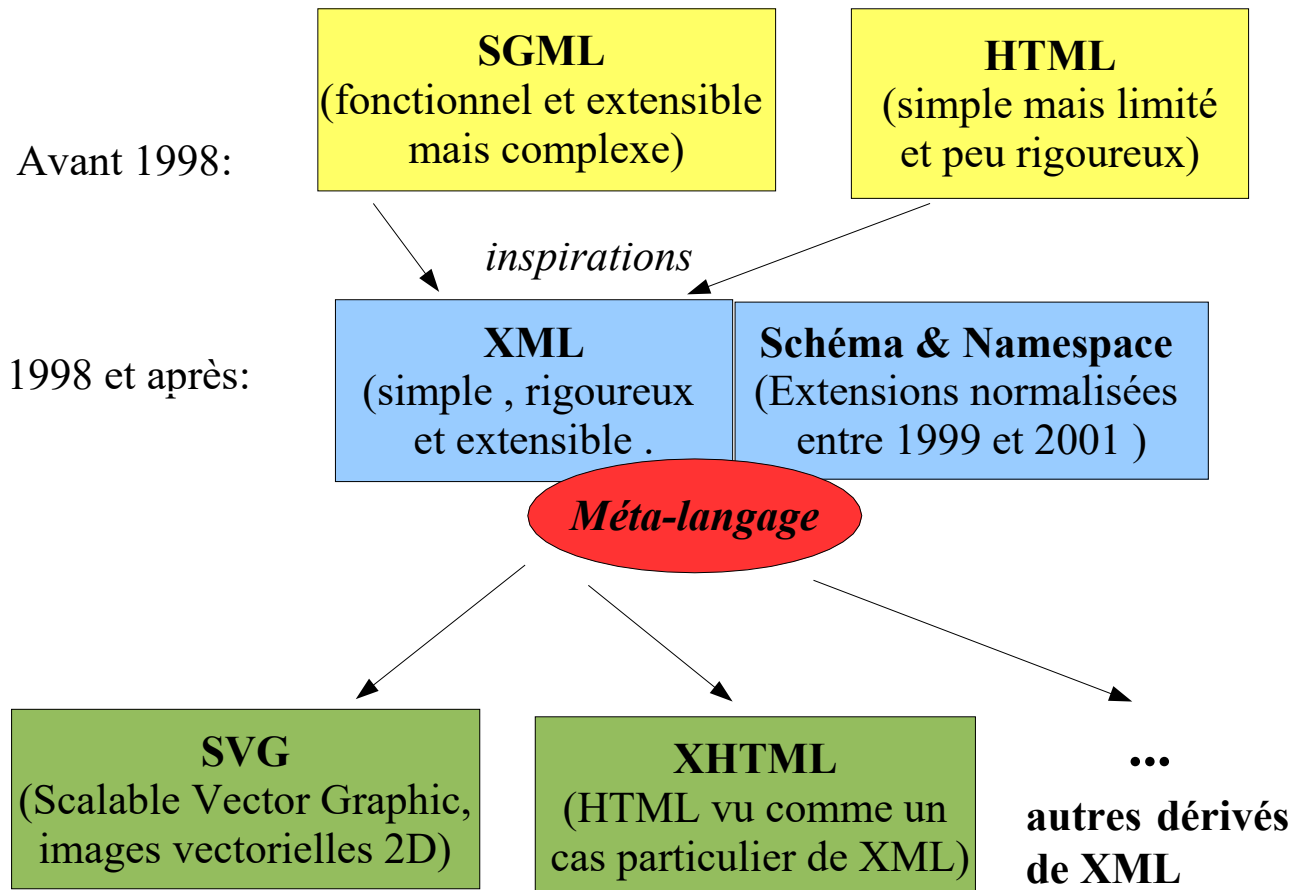 SGML
(fonctionnel et extensible
mais complexe)
HTML
(simple mais limité
et peu rigoureux)
Avant 1998:
inspirations
1998 et après:
XML
(simple , rigoureux
et extensible .
Schéma & Namespace
(Extensions normalisées
entre 1999 et 2001 )
Méta-langage
SVG
(Scalable Vector Graphic,
images vectorielles 2D)
XHTML
(HTML vu comme un
cas particulier de XML)
...
autres dérivés
de XML